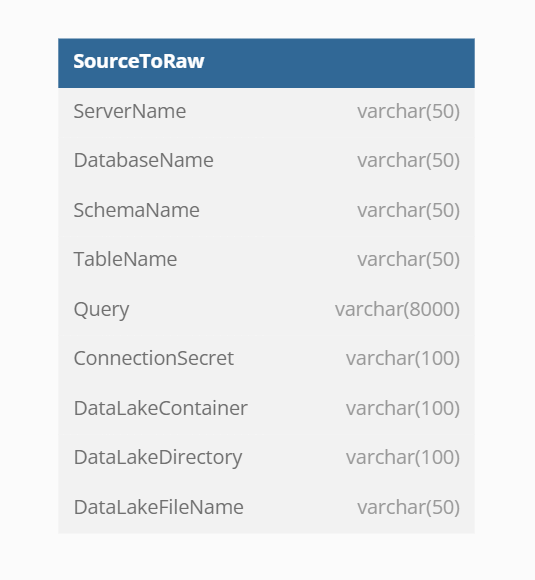 SourceToRaw
ServerName varchar(50)
DatabaseName varchar(50)
SchemaName varchar(50)
TableName varchar(50)
Query varchar(8000)
ConnectionSecret varchar(100)
DataLakeContainer varchar(100)
DataLakeDirectory varchar(100)
DataLakeFileName varchar(50)